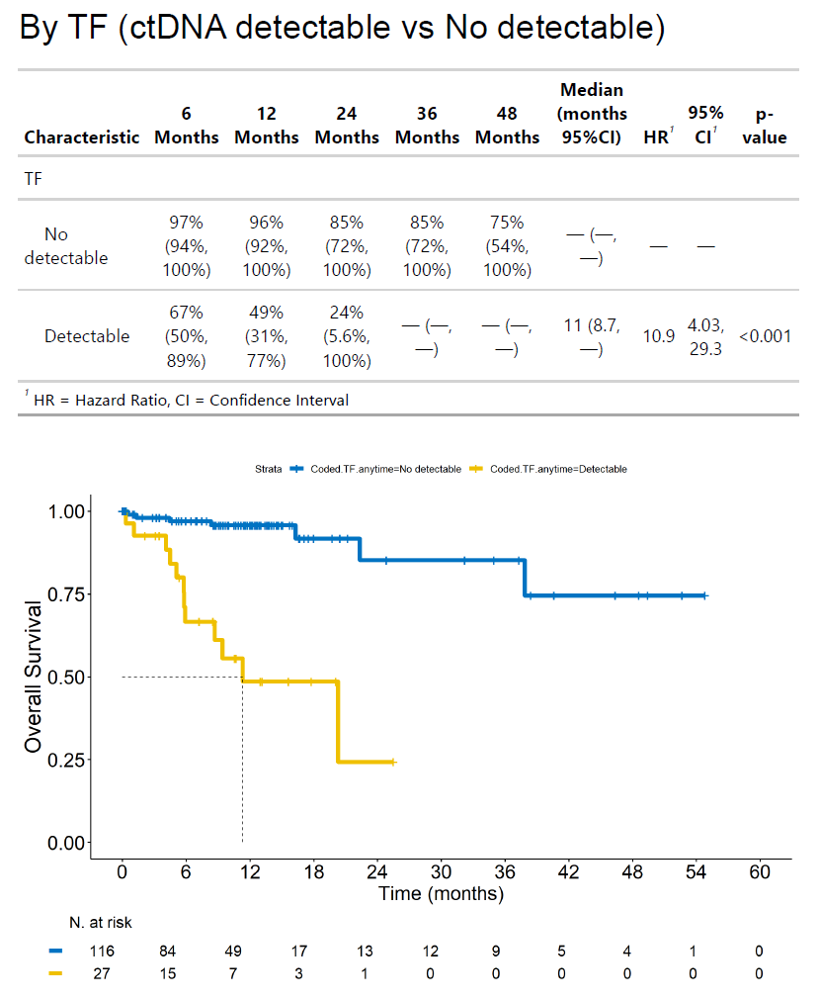 By TF (ctDNA detectable vs No detectable)
Characteristic 6 Months 12 Months 24 Months 36 Months 48 Months Median (months 95%CI) HR1 95% CI1 p-value
TF
No detectable 97% (94%, 100%) 96% (92%, 100%) 85% (72%, 100%) 85% (72%, 100%) 75% (54%, 100%) — (—, —) — —
Detectable 67% (50%, 89%) 49% (31%, 77%) 24% (5.6%, 100%) — (—, —) — (—, —) 11 (8.7, —) 10.9 4.03, 29.3 <0.001
1 HR = Hazard Ratio, CI = Confidence Interval
Strata Coded.TF.anytime=No detectable Coded.TF.anytime=Detectable
Overall Survival
1.00
0.75
0.50
0.25
0.00
0 6 12 18 24 30 36 42 48 54 60
Time (months)
N. at risk
116 84 49 17 13 12 9 5 4 1 0
27 15 7 3 1 0 0 0 0 0 0